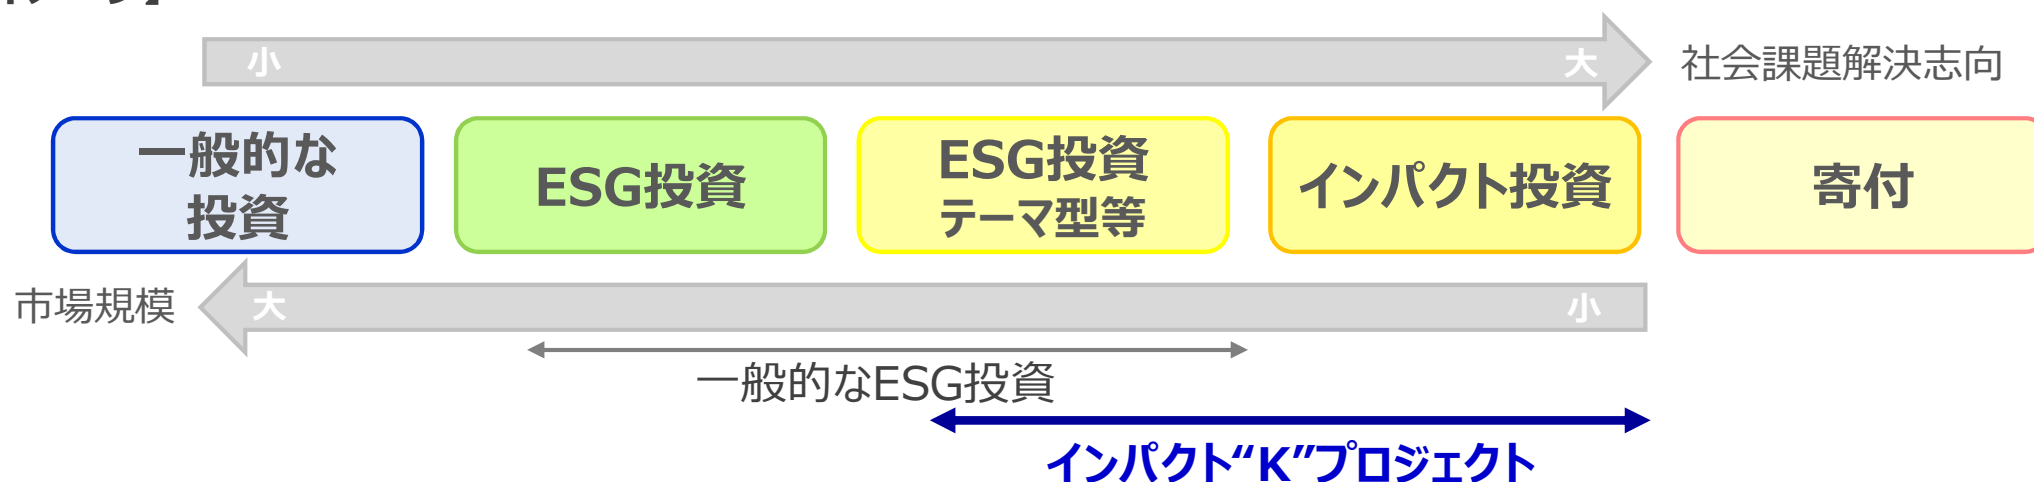 小 大 社会課題解決志向
一般的な
投資
ESG投資
ESG投資
テーマ型等
インパクト投資
寄付
市場規模 大 小
一般的なESG投資
インパクト“K”プロジェクト